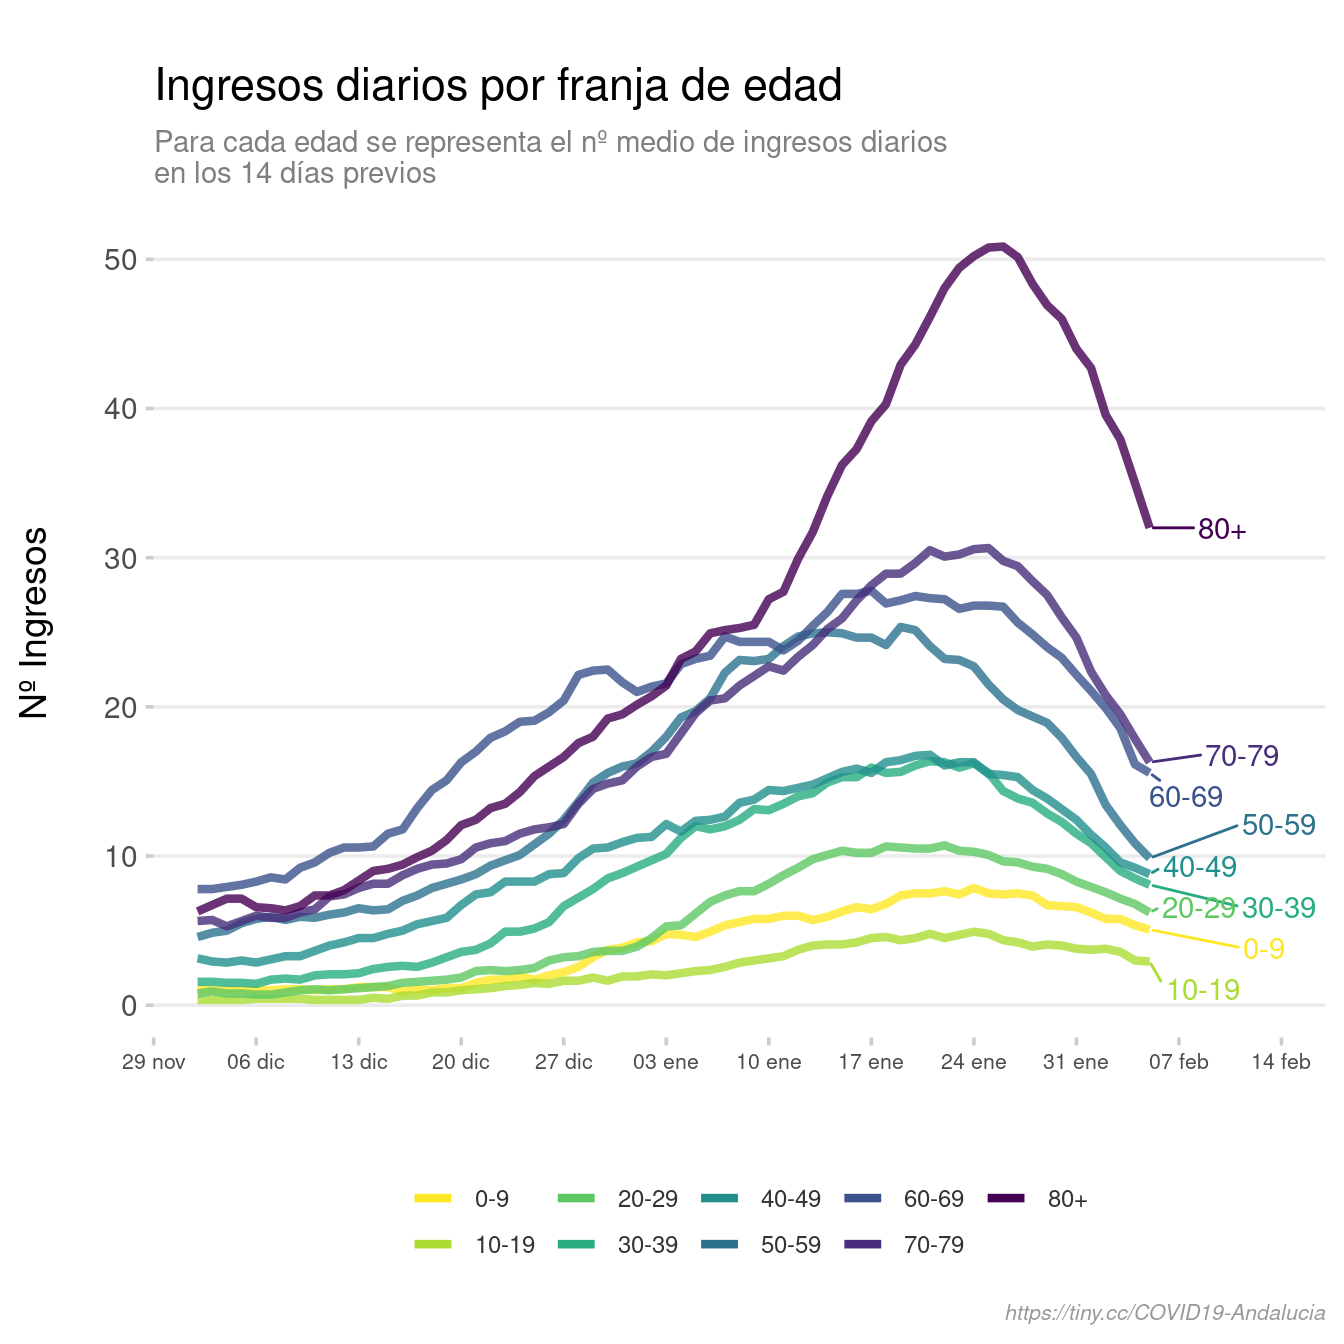 Ingresos diarios por franja de edad
Para cada edad se representa el nº medio de ingresos diarios
en los 14 días previos
Nº Ingresos
50
40
30
20
10
0
80+
70-79
60-69
50-59
40-49
20-29
30-39
0-9
10-19
29 nov 06 dic 13 dic 20 dic 27 dic 03 ene 10 ene 17 ene 24 ene 31 ene 07 feb 14 feb
0-9 20-29 40-49 60-69 80+
10-19 30-39 50-59 70-79
https://tiny.cc/COVID19-Andalucia